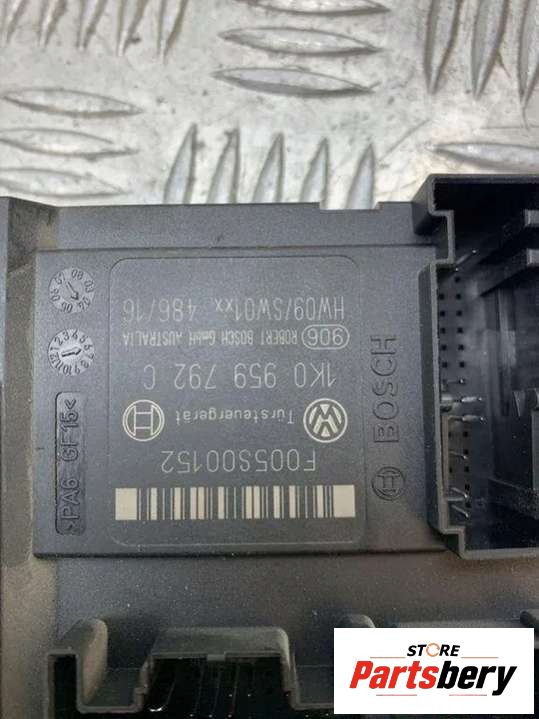 HW09/SW01xx 486/16
906 ROBERT BOSCH GmbH AUSTRALIA
1K0 959 792 C
Türsteuergerät
F005S00152
BOSCH
>PA6 GF15<
STORE
Partsbery